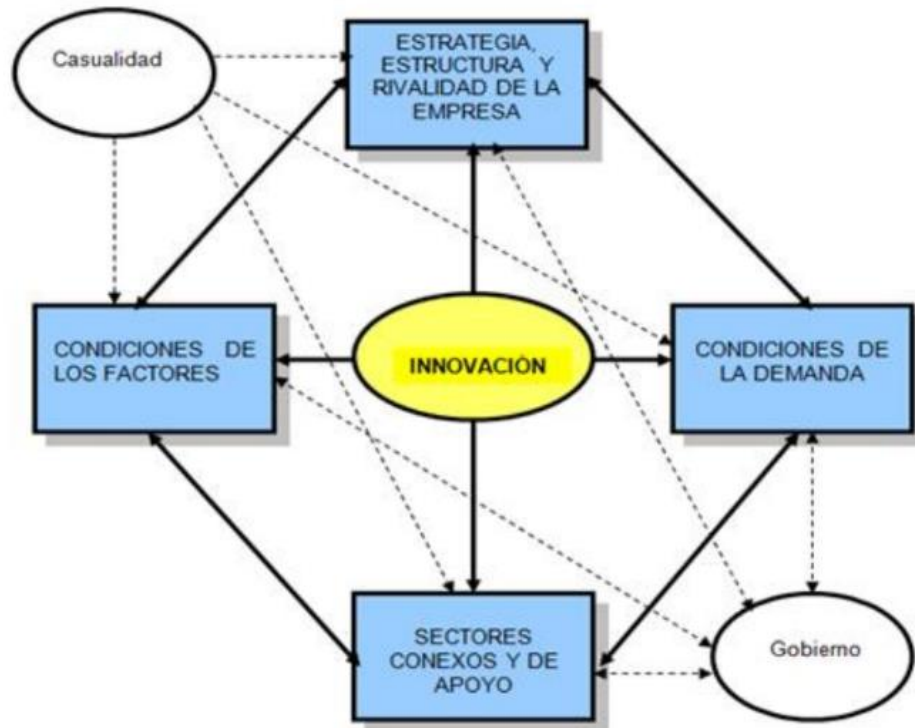 Casualidad
ESTRATEGIA,
ESTRUCTURA Y
RIVALIDAD DE LA
EMPRESA
CONDICIONES DE
LOS FACTORES
INNOVACIÓN
CONDICIONES DE
LA DEMANDA
SECTORES
CONEXOS Y DE
APOYO
Gobierno